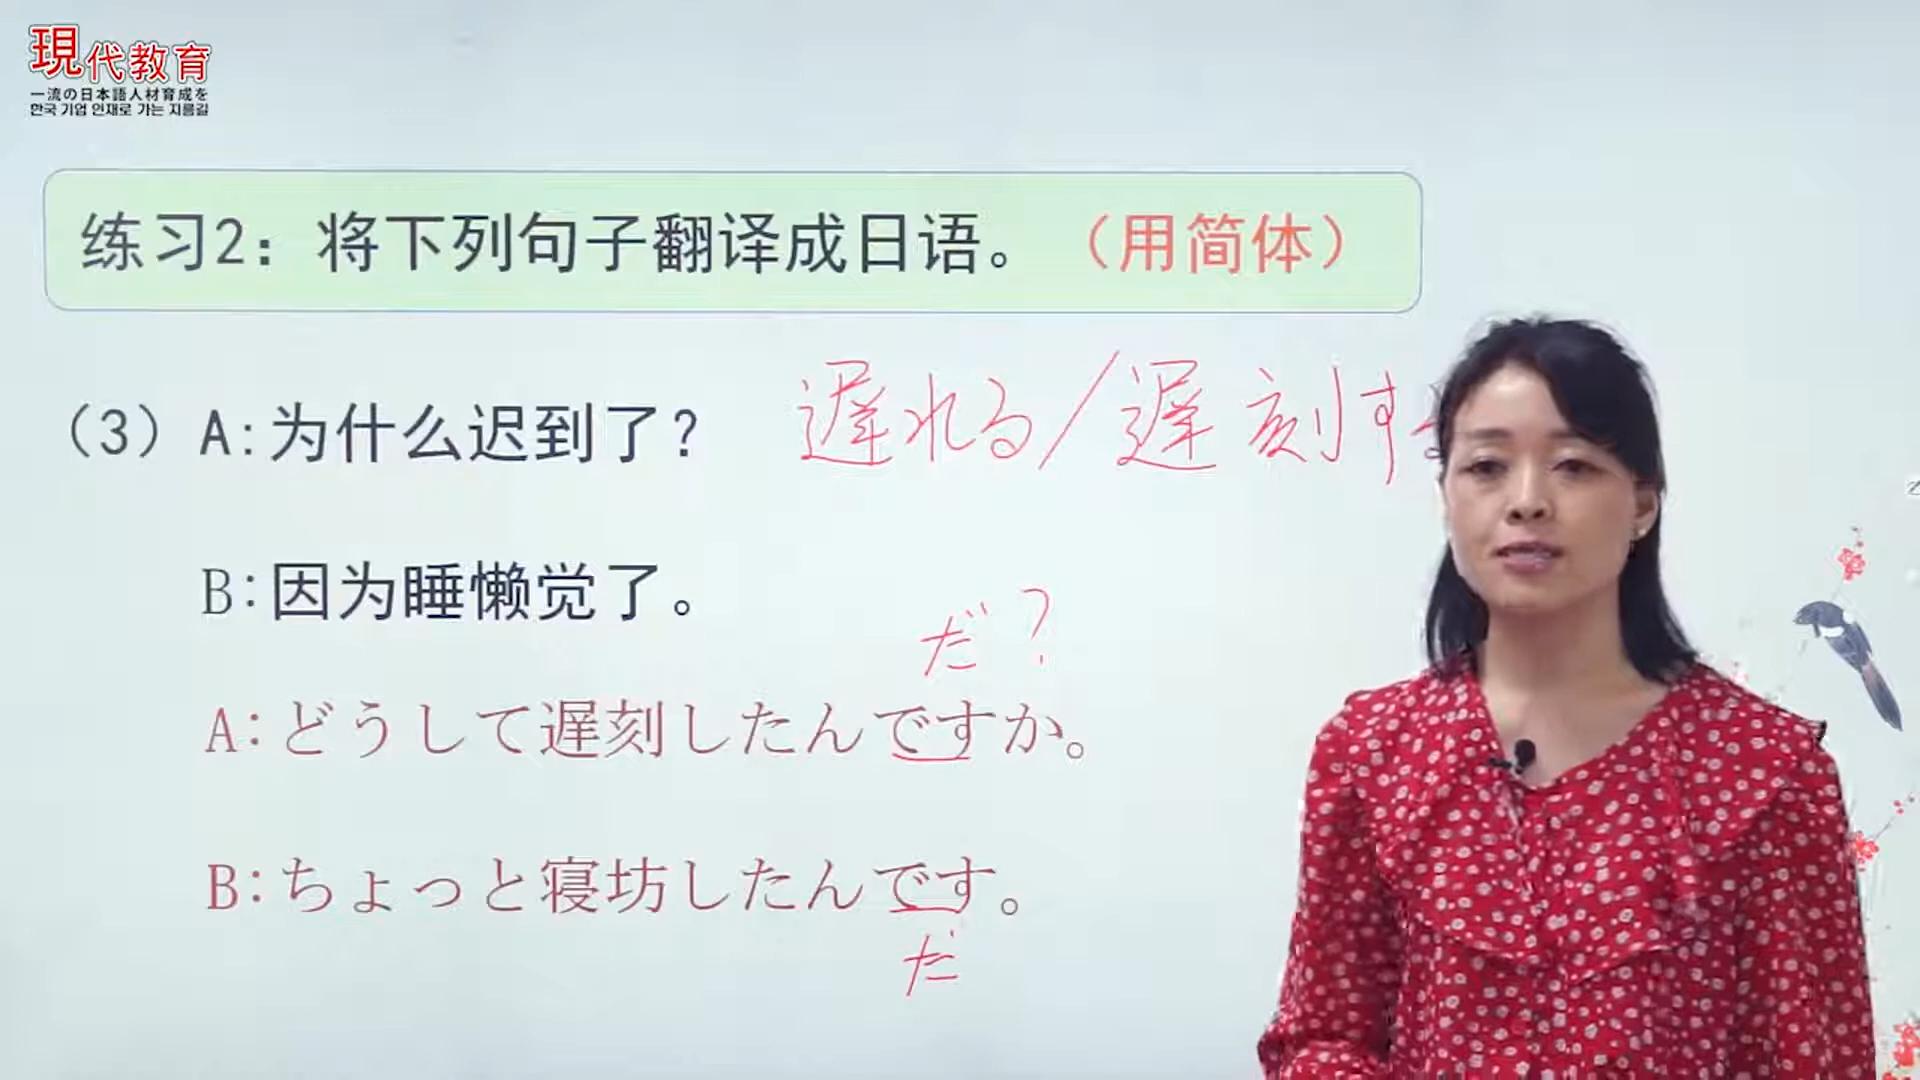 現代教育
一流の日本語人材育成を
한국 기업 인재로 가는 지름길
练习2：将下列句子翻译成日语。（用简体）
（3）A:为什么迟到了？ 遅れる/遅刻す
B:因为睡懒觉了。
だ？
A:どうして遅刻したんですか。
B:ちょっと寝坊したんです。
だ